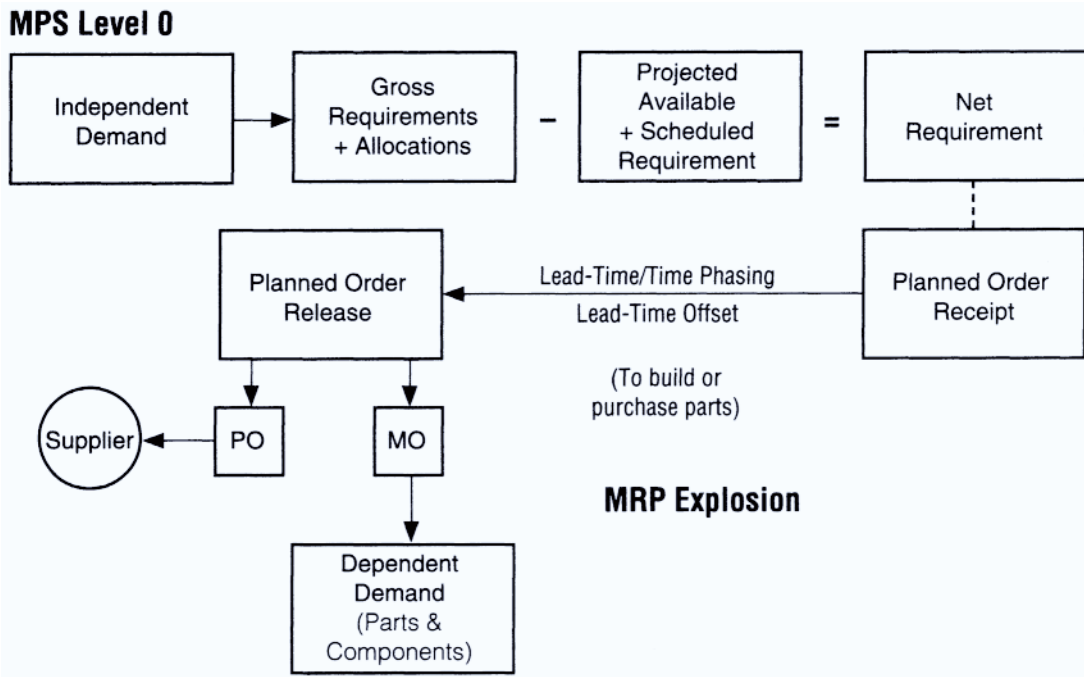 MPS Level 0
Independent
Demand
Gross
Requirements
+ Allocations
–
Projected
Available
+ Scheduled
Requirement
=
Net
Requirement
Planned Order
Release
Lead-Time/Time Phasing
Lead-Time Offset
Planned Order
Receipt
(To build or
purchase parts)
Supplier
PO
MO
MRP Explosion
Dependent
Demand
(Parts &
Components)